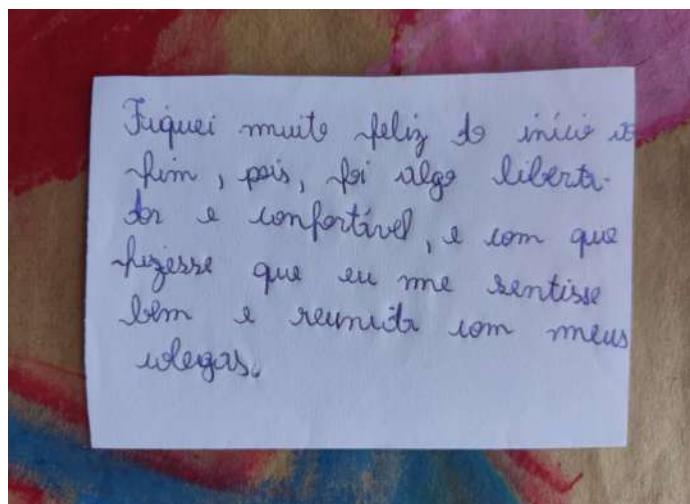 Fiquei muito feliz do início ao
fim, pois, foi algo liberta-
dor e confortável, e com que
fizesse que eu me sentisse
bem e reunida com meus
colegas.